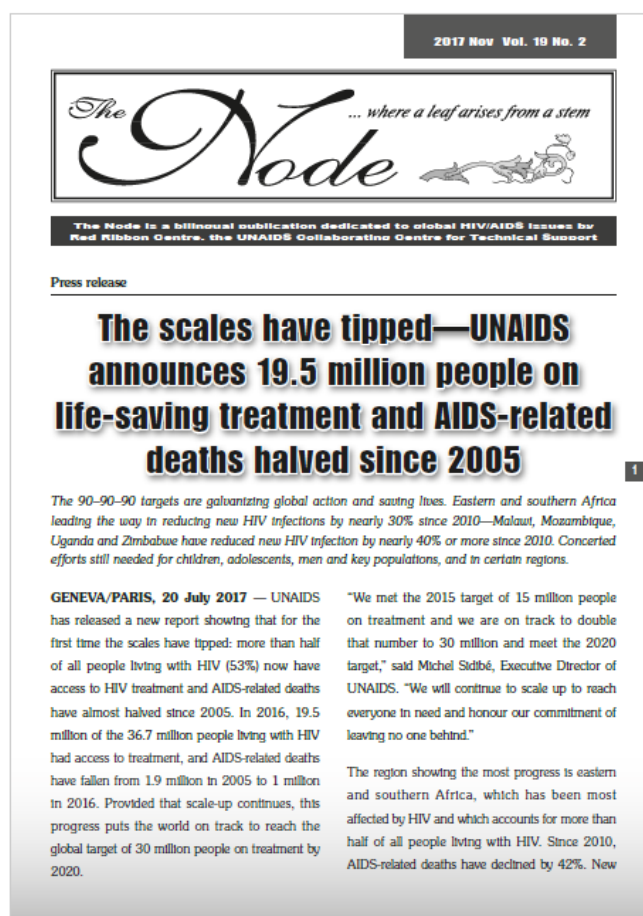 2017 Nov Vol. 19 No. 2
The Node
... where a leaf arises from a stem
The Node is a bilingual publication dedicated to global HIV/AIDS issues by
Red Ribbon Centre, the UNAIDS Collaborating Centre for Technical Support
Press release
The scales have tipped—UNAIDS
announces 19.5 million people on
life-saving treatment and AIDS-related
deaths halved since 2005
1
The 90–90–90 targets are galvanizing global action and saving lives. Eastern and southern Africa
leading the way in reducing new HIV infections by nearly 30% since 2010—Malawi, Mozambique,
Uganda and Zimbabwe have reduced new HIV infection by nearly 40% or more since 2010. Concerted
efforts still needed for children, adolescents, men and key populations, and in certain regions.
GENEVA/PARIS, 20 July 2017 — UNAIDS
has released a new report showing that for the
first time the scales have tipped: more than half
of all people living with HIV (53%) now have
access to HIV treatment and AIDS-related deaths
have almost halved since 2005. In 2016, 19.5
million of the 36.7 million people living with HIV
had access to treatment, and AIDS-related deaths
have fallen from 1.9 million in 2005 to 1 million
in 2016. Provided that scale-up continues, this
progress puts the world on track to reach the
global target of 30 million people on treatment by
2020.
“We met the 2015 target of 15 million people
on treatment and we are on track to double
that number to 30 million and meet the 2020
target,” said Michel Sidibé, Executive Director of
UNAIDS. “We will continue to scale up to reach
everyone in need and honour our commitment of
leaving no one behind.”
The region showing the most progress is eastern
and southern Africa, which has been most
affected by HIV and which accounts for more than
half of all people living with HIV. Since 2010,
AIDS-related deaths have declined by 42%. New